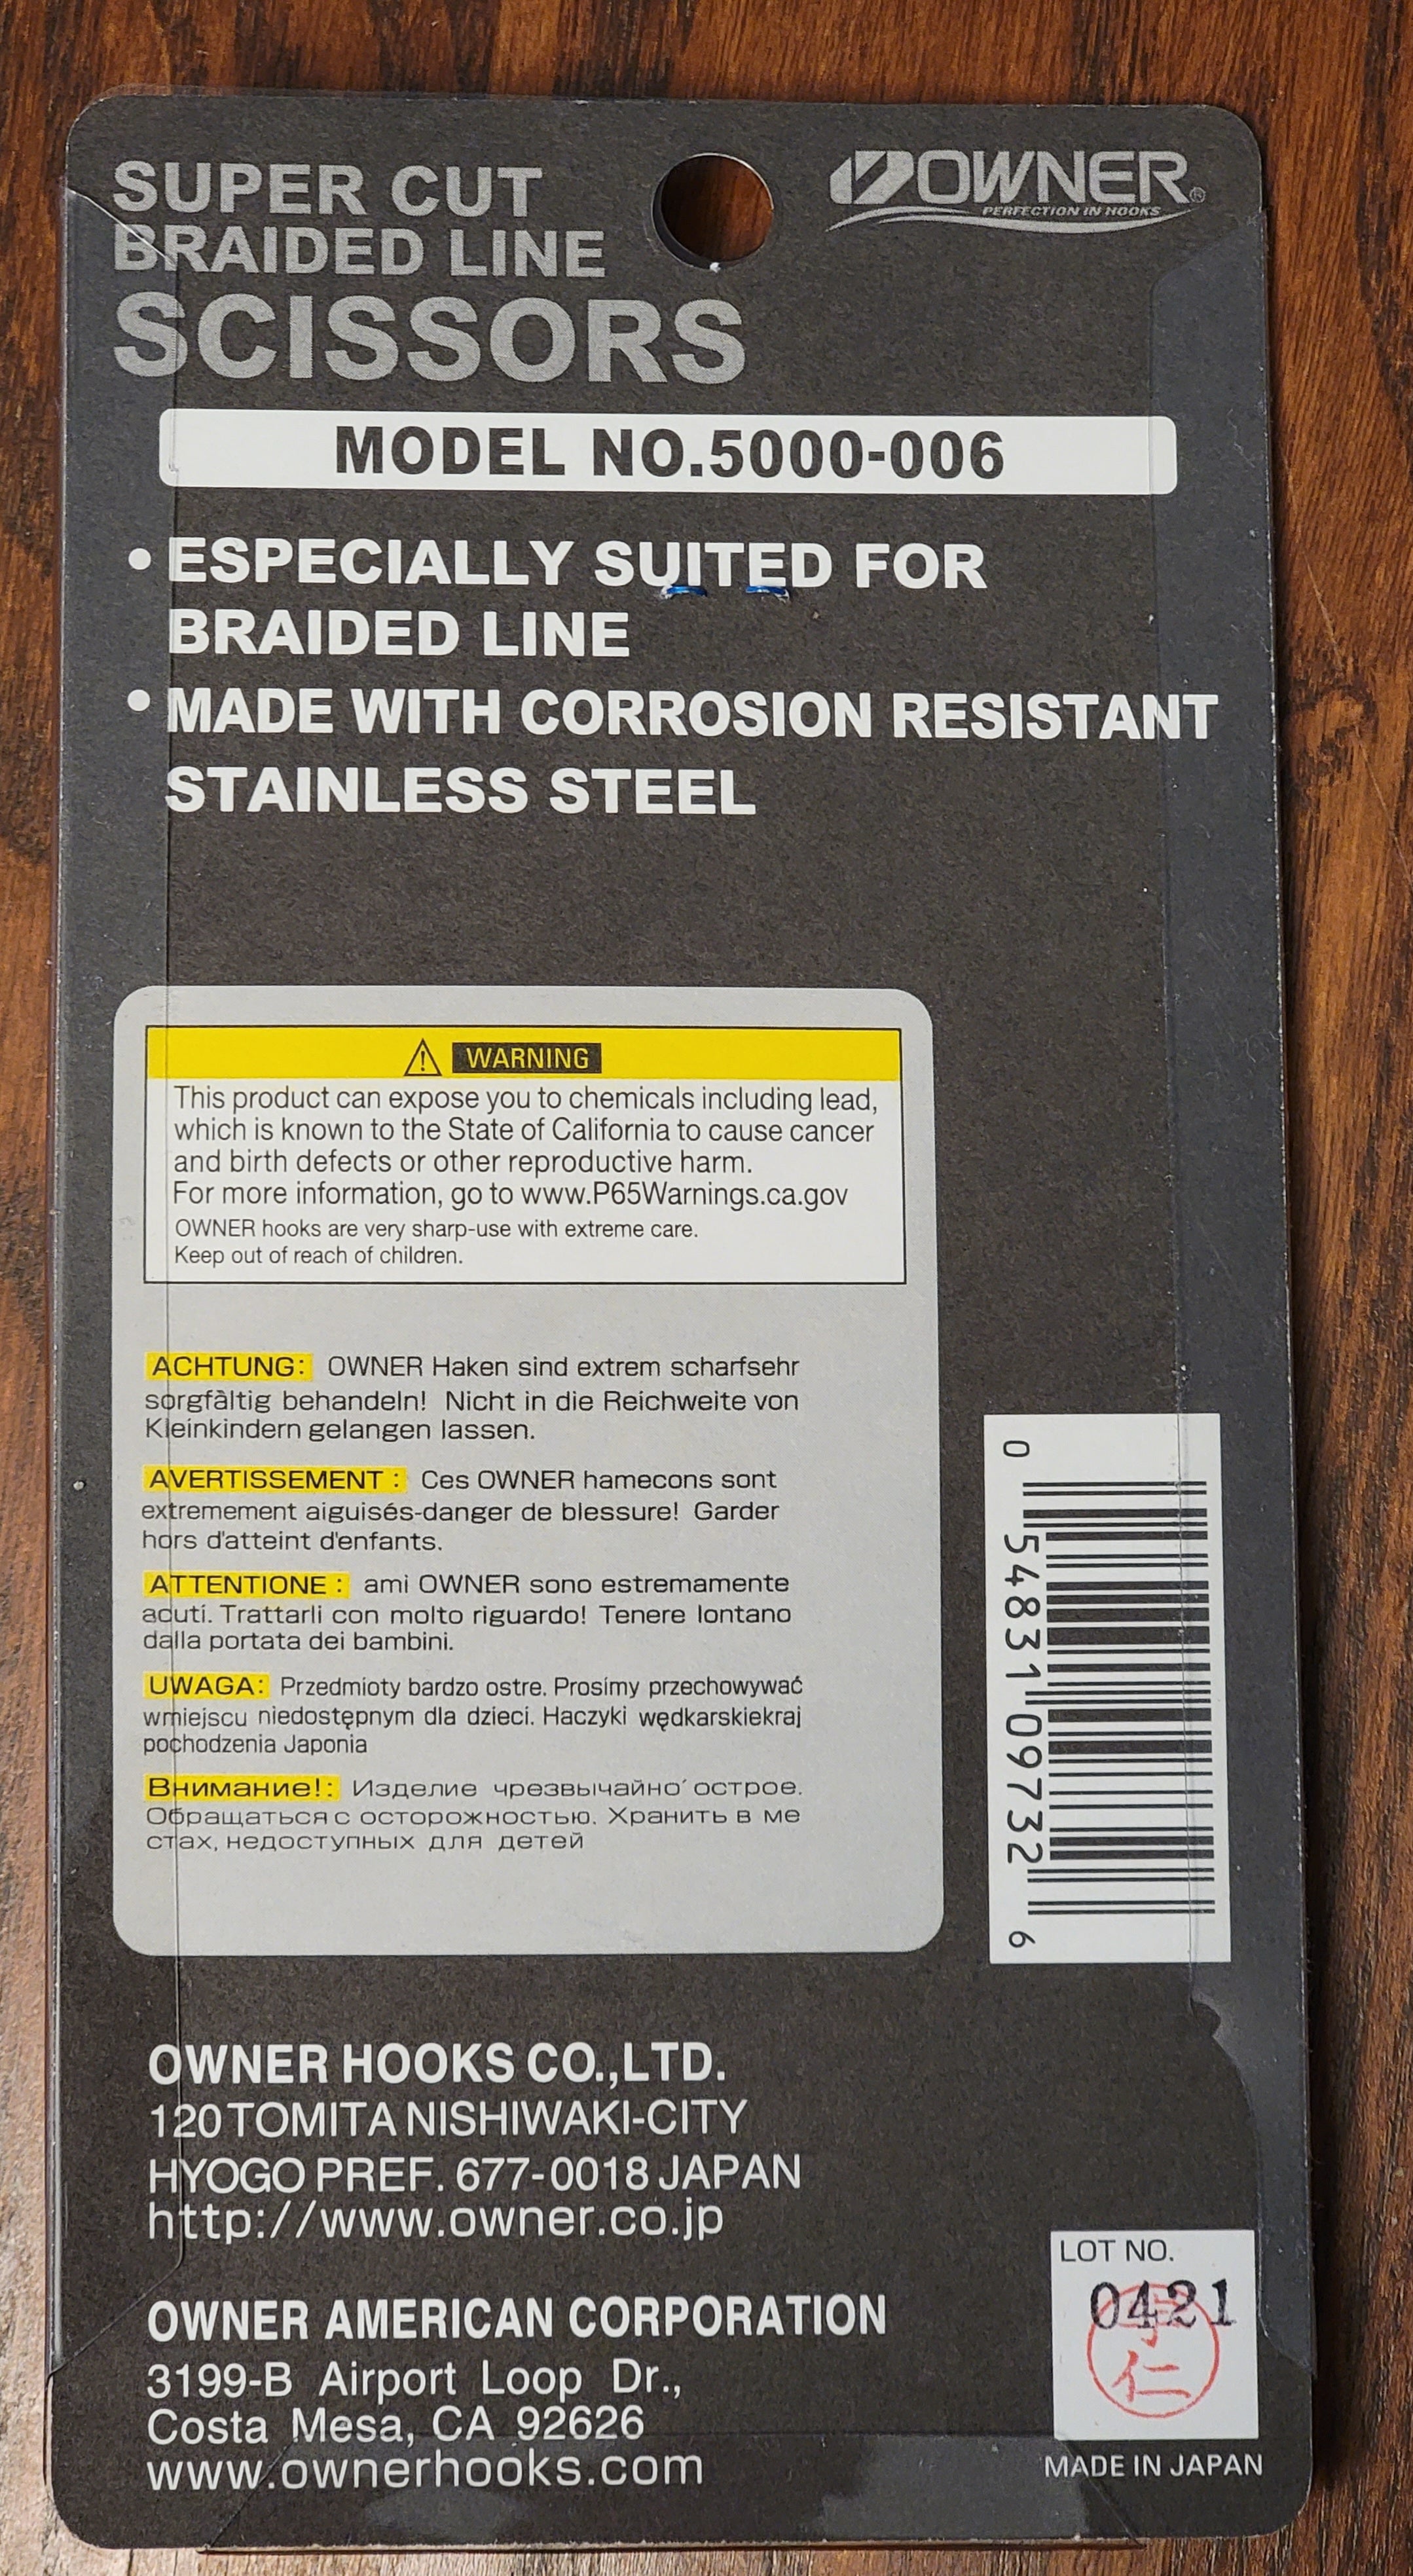 SUPER CUT
BRAIDED LINE
SCISSORS
OWNER®
PERFECTION IN HOOKS
MODEL NO.5000-006
• ESPECIALLY SUITED FOR
BRAIDED LINE
• MADE WITH CORROSION RESISTANT
STAINLESS STEEL
⚠ WARNING
This product can expose you to chemicals including lead,
which is known to the State of California to cause cancer
and birth defects or other reproductive harm.
For more information, go to www.P65Warnings.ca.gov
OWNER hooks are very sharp-use with extreme care.
Keep out of reach of children.
ACHTUNG: OWNER Haken sind extrem scharfsehr
sorgfàltig behandeln! Nicht in die Reichweite von
Kleinkindern gelangen lassen.
AVERTISSEMENT : Ces OWNER hamecons sont
extremement aiguisés-danger de blessure! Garder
hors d'atteint d'enfants.
ATTENTIONE : ami OWNER sono estremamente
acuti. Trattarli con molto riguardo! Tenere lontano
dalla portata dei bambini.
UWAGA: Przedmioty bardzo ostre. Prosimy przechowywać
wmiejscu niedostępnym dla dzieci. Haczyki wędkarskiekraj
pochodzenia Japonia
Внимание!: Изделие чрезвычайно' острое.
Обращаться с осторожностью. Хранить в ме
стах, недоступных для детей
0 54831 09732 6
OWNER HOOKS CO.,LTD.
120 TOMITA NISHIWAKI-CITY
HYOGO PREF. 677-0018 JAPAN
http://www.owner.co.jp
OWNER AMERICAN CORPORATION
3199-B Airport Loop Dr.,
Costa Mesa, CA 92626
www.ownerhooks.com
LOT NO.
0421
仁
MADE IN JAPAN